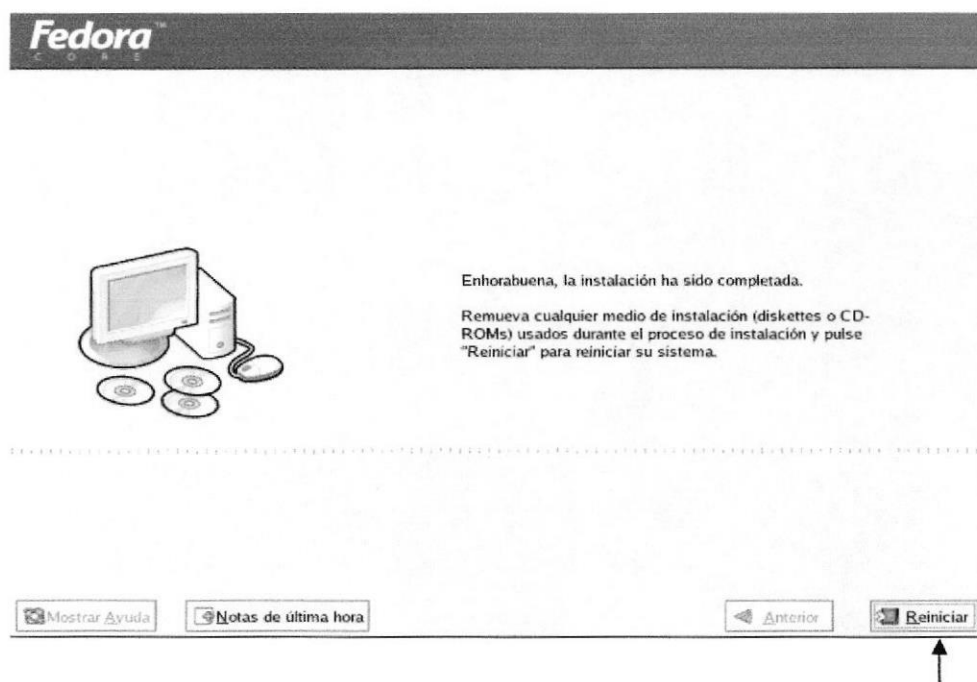 Fedora™
CORE
Enhorabuena, la instalación ha sido completada.
Remueva cualquier medio de instalación (diskettes o CD-
ROMs) usados durante el proceso de instalación y pulse
"Reiniciar" para reiniciar su sistema.
Mostrar Ayuda
Notas de última hora
Anterior
Reiniciar